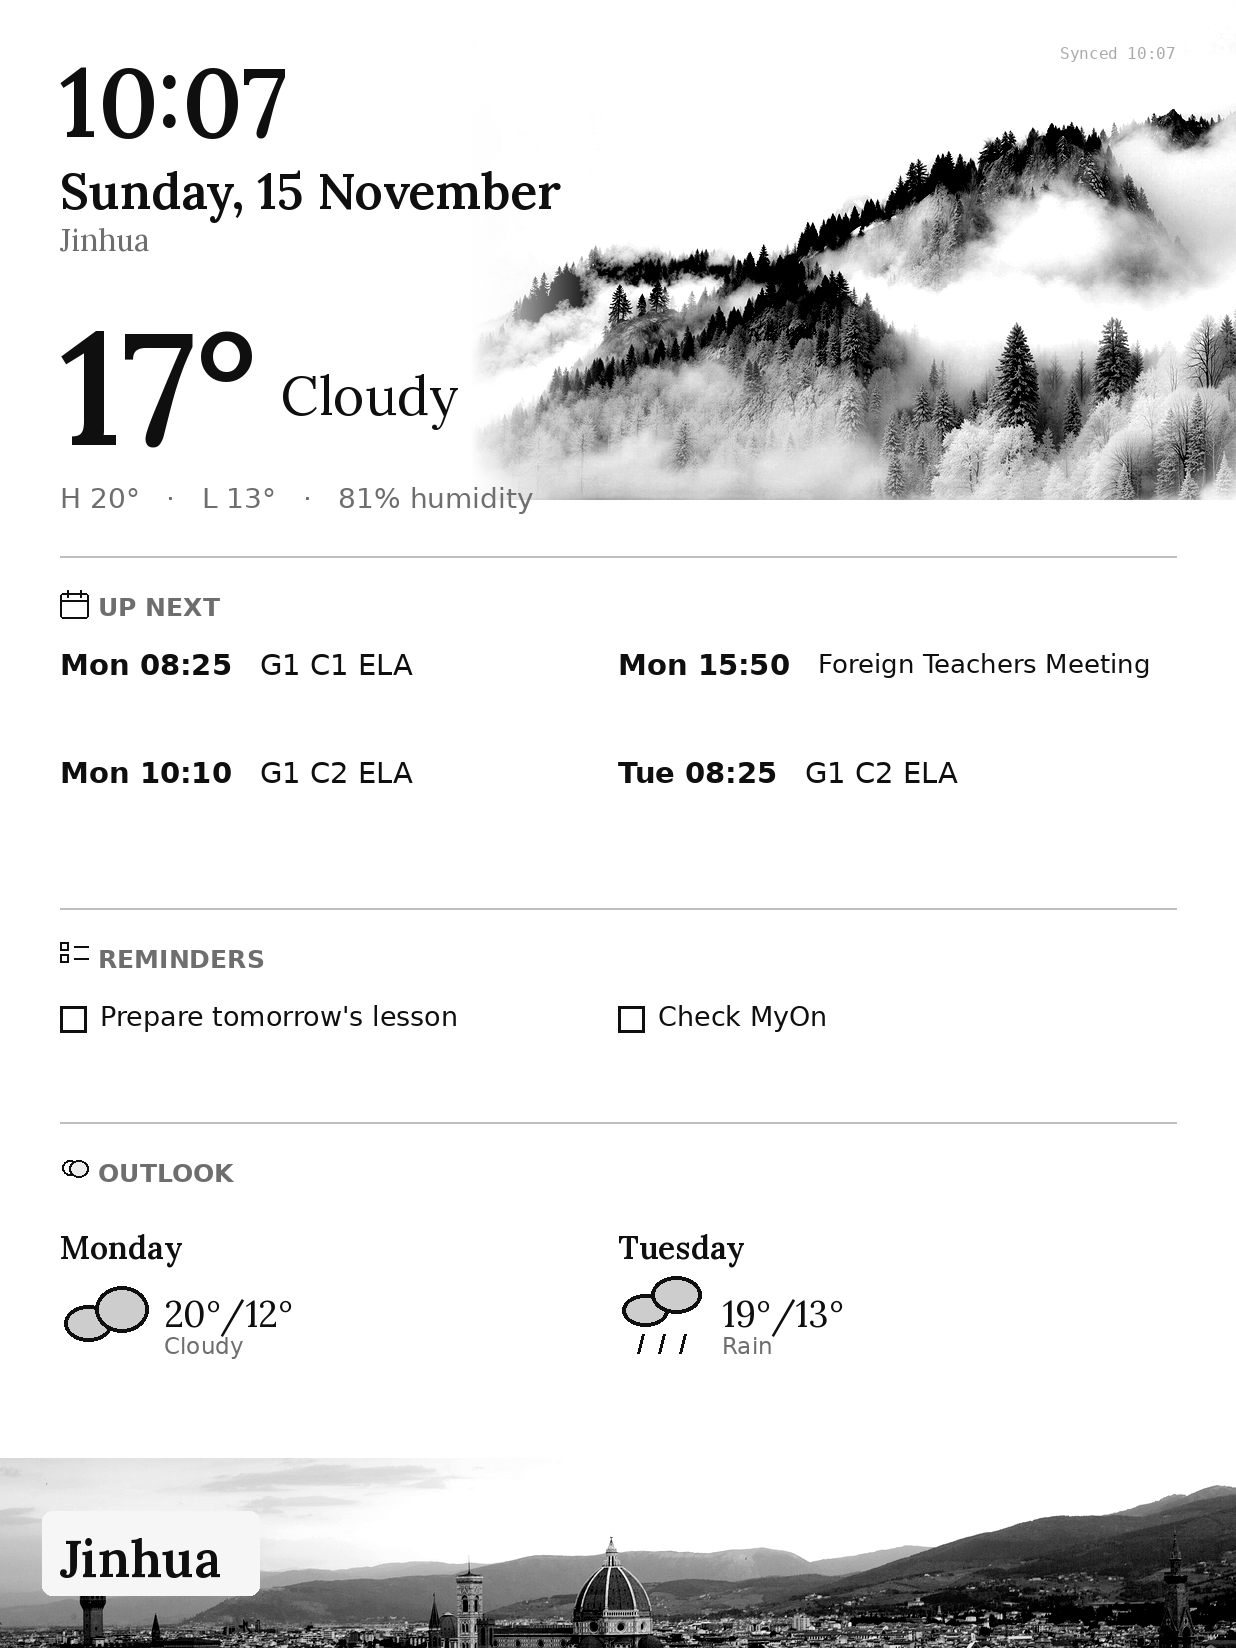 Synced 10:07
10:07
Sunday, 15 November
Jinhua
17° Cloudy
H 20° · L 13° · 81% humidity
UP NEXT
Mon 08:25 G1 C1 ELA
Mon 15:50 Foreign Teachers Meeting
Mon 10:10 G1 C2 ELA
Tue 08:25 G1 C2 ELA
REMINDERS
Prepare tomorrow's lesson
Check MyOn
OUTLOOK
Monday
20°/12°
Cloudy
Tuesday
19°/13°
Rain
Jinhua